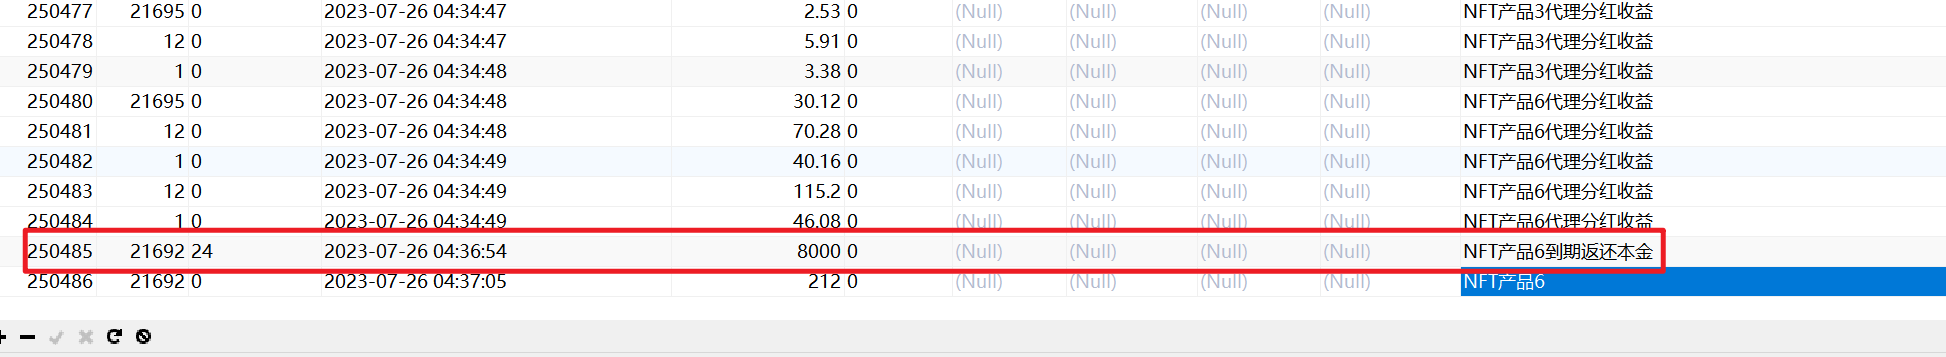 250477 21695 0 2023-07-26 04:34:47 2.53 0 (Null) (Null) (Null) (Null) NFT产品3代理分红收益
250478 12 0 2023-07-26 04:34:47 5.91 0 (Null) (Null) (Null) (Null) NFT产品3代理分红收益
250479 1 0 2023-07-26 04:34:48 3.38 0 (Null) (Null) (Null) (Null) NFT产品3代理分红收益
250480 21695 0 2023-07-26 04:34:48 30.12 0 (Null) (Null) (Null) (Null) NFT产品6代理分红收益
250481 12 0 2023-07-26 04:34:48 70.28 0 (Null) (Null) (Null) (Null) NFT产品6代理分红收益
250482 1 0 2023-07-26 04:34:49 40.16 0 (Null) (Null) (Null) (Null) NFT产品6代理分红收益
250483 12 0 2023-07-26 04:34:49 115.2 0 (Null) (Null) (Null) (Null) NFT产品6代理分红收益
250484 1 0 2023-07-26 04:34:49 46.08 0 (Null) (Null) (Null) (Null) NFT产品6代理分红收益
250485 21692 24 2023-07-26 04:36:54 8000 0 (Null) (Null) (Null) (Null) NFT产品6到期返还本金
250486 21692 0 2023-07-26 04:37:05 212 0 (Null) (Null) (Null) (Null) NFT产品6